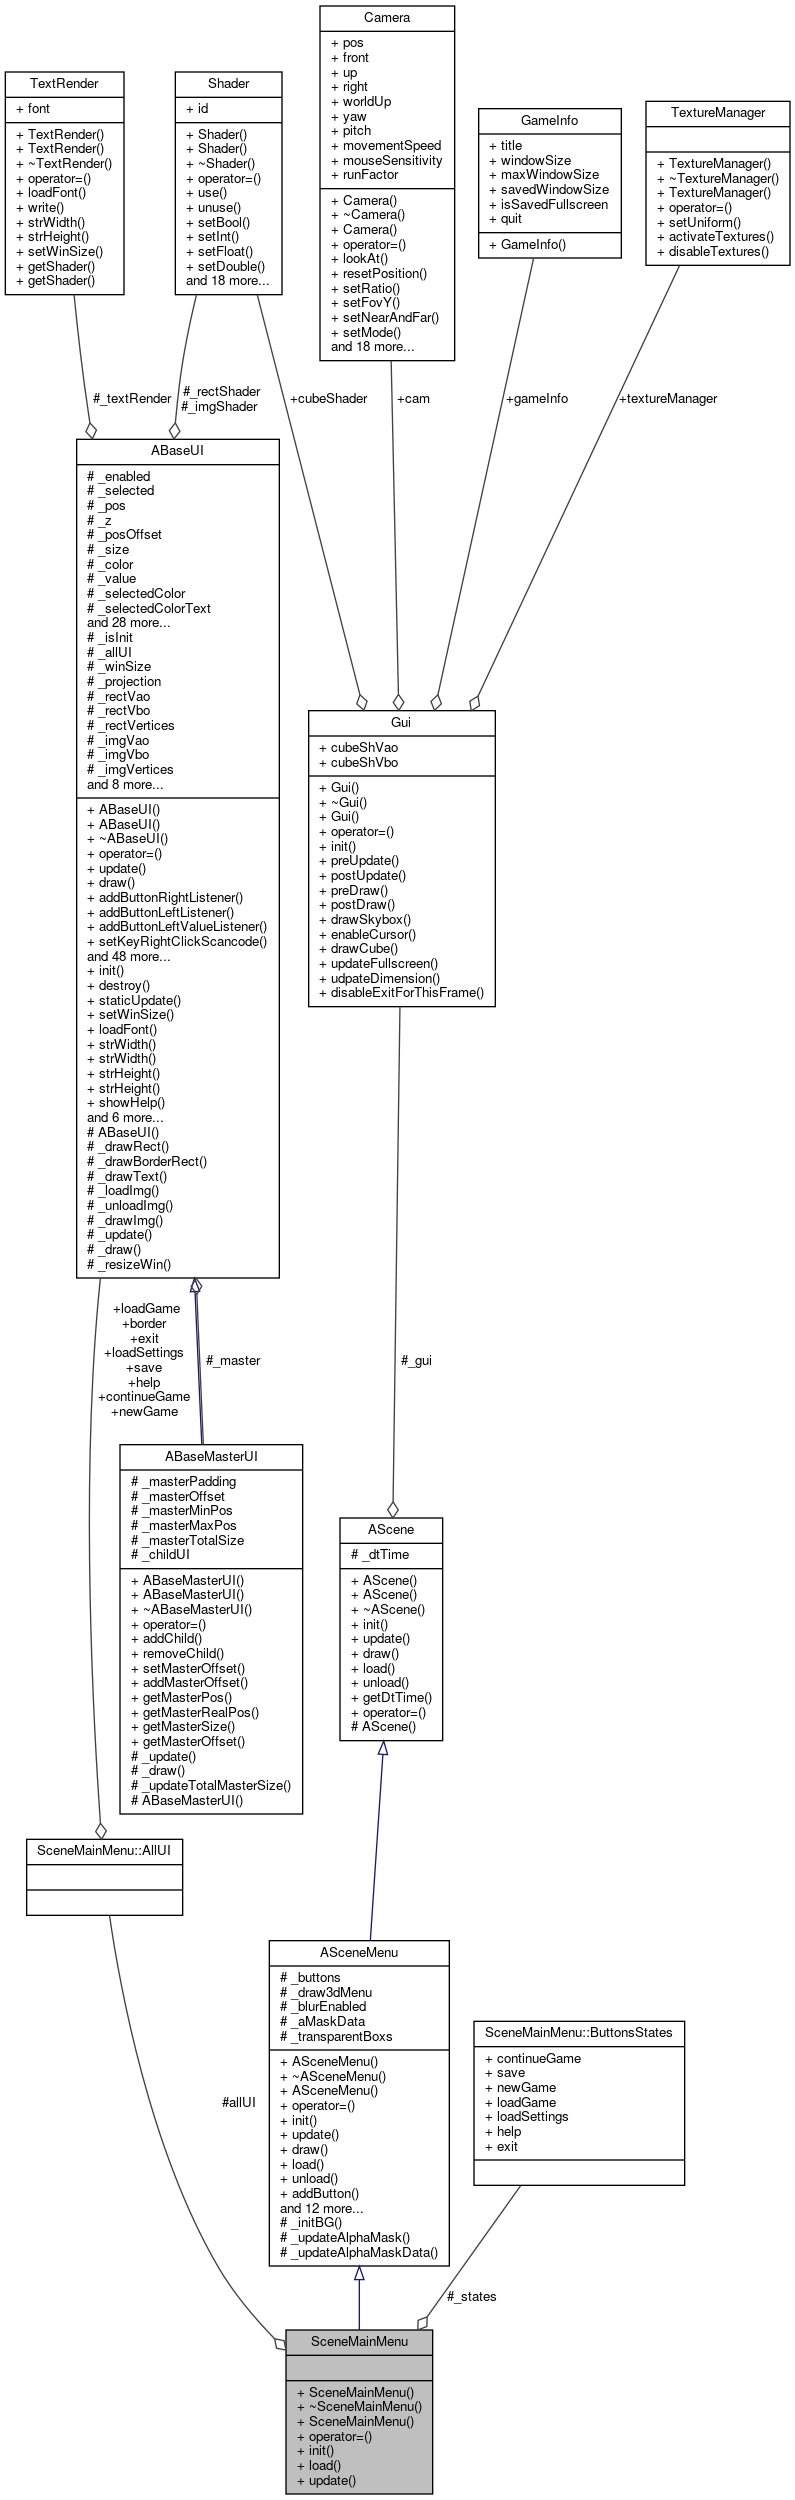 Camera
+ pos
+ front
+ up
+ right
+ worldUp
+ yaw
+ pitch
+ movementSpeed
+ mouseSensitivity
+ runFactor
+ Camera()
+ ~Camera()
+ Camera()
+ operator=()
+ lookAt()
+ resetPosition()
+ setRatio()
+ setFovY()
+ setNearAndFar()
+ setMode()
and 18 more...
TextRender
+ font
+ TextRender()
+ TextRender()
+ ~TextRender()
+ operator=()
+ loadFont()
+ write()
+ strWidth()
+ strHeight()
+ setWinSize()
+ getShader()
+ getShader()
Shader
+ id
+ Shader()
+ Shader()
+ ~Shader()
+ operator=()
+ use()
+ unuse()
+ setBool()
+ setInt()
+ setFloat()
+ setDouble()
and 18 more...
GameInfo
+ title
+ windowSize
+ maxWindowSize
+ savedWindowSize
+ isSavedFullscreen
+ quit
+ GameInfo()
TextureManager
+ TextureManager()
+ ~TextureManager()
+ TextureManager()
+ operator=()
+ setUniform()
+ activateTextures()
+ disableTextures()
#_textRender
#_rectShader
#_imgShader
+cubeShader
+cam
+gameInfo
+textureManager
ABaseUI
# _enabled
# _selected
# _pos
# _z
# _posOffset
# _size
# _color
# _value
# _selectedColor
# _selectedColorText
and 28 more...
# _isInit
# _allUI
# _winSize
# _projection
# _rectVao
# _rectVbo
# _rectVertices
# _imgVao
# _imgVbo
# _imgVertices
and 8 more...
+ ABaseUI()
+ ABaseUI()
+ ~ABaseUI()
+ operator=()
+ update()
+ draw()
+ addButtonRightListener()
+ addButtonLeftListener()
+ addButtonLeftValueListener()
+ setKeyRightClickScancode()
and 48 more...
+ init()
+ destroy()
+ staticUpdate()
+ setWinSize()
+ loadFont()
+ strWidth()
+ strWidth()
+ strHeight()
+ strHeight()
+ showHelp()
and 6 more...
# ABaseUI()
# _drawRect()
# _drawBorderRect()
# _drawText()
# _loadImg()
# _unloadImg()
# _drawImg()
# _update()
# _draw()
# _resizeWin()
Gui
+ cubeShVao
+ cubeShVbo
+ Gui()
+ ~Gui()
+ Gui()
+ operator=()
+ init()
+ preUpdate()
+ postUpdate()
+ preDraw()
+ postDraw()
+ drawSkybox()
+ enableCursor()
+ drawCube()
+ updateFullscreen()
+ udpateDimension()
+ disableExitForThisFrame()
+loadGame
+border
+exit
+loadSettings
+save
+help
+continueGame
+newGame
#_master
#_gui
ABaseMasterUI
# _masterPadding
# _masterOffset
# _masterMinPos
# _masterMaxPos
# _masterTotalSize
# _childUI
+ ABaseMasterUI()
+ ABaseMasterUI()
+ ~ABaseMasterUI()
+ operator=()
+ addChild()
+ removeChild()
+ setMasterOffset()
+ addMasterOffset()
+ getMasterPos()
+ getMasterRealPos()
+ getMasterSize()
+ getMasterOffset()
# _update()
# _draw()
# _updateTotalMasterSize()
# ABaseMasterUI()
AScene
# _dtTime
+ AScene()
+ AScene()
+ ~AScene()
+ init()
+ update()
+ draw()
+ load()
+ unload()
+ getDtTime()
+ operator=()
# AScene()
SceneMainMenu::AllUI
ASceneMenu
# _buttons
# _draw3dMenu
# _blurEnabled
# _aMaskData
# _transparentBoxs
+ ASceneMenu()
+ ~ASceneMenu()
+ ASceneMenu()
+ operator=()
+ init()
+ update()
+ draw()
+ load()
+ unload()
+ addButton()
and 12 more...
# _initBG()
# _updateAlphaMask()
# _updateAlphaMaskData()
SceneMainMenu::ButtonsStates
+ continueGame
+ save
+ newGame
+ loadGame
+ loadSettings
+ help
+ exit
#allUI
#_states
SceneMainMenu
+ SceneMainMenu()
+ ~SceneMainMenu()
+ SceneMainMenu()
+ operator=()
+ init()
+ load()
+ update()